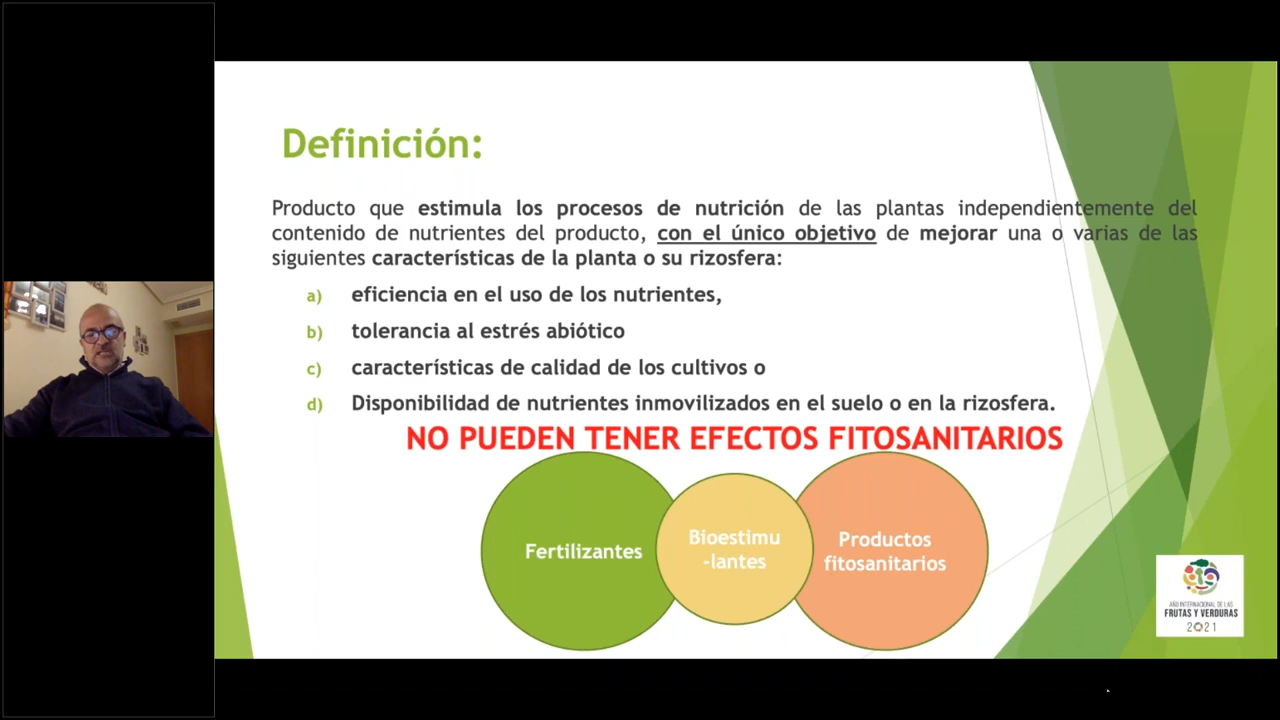 Definición:
Producto que estimula los procesos de nutrición de las plantas independientemente del
contenido de nutrientes del producto, con el único objetivo de mejorar una o varias de las
siguientes características de la planta o su rizosfera:
a) eficiencia en el uso de los nutrientes,
b) tolerancia al estrés abiótico
c) características de calidad de los cultivos o
d) Disponibilidad de nutrientes inmovilizados en el suelo o en la rizosfera.
NO PUEDEN TENER EFECTOS FITOSANITARIOS
Fertilizantes
Bioestimu
-lantes
Productos
fitosanitarios
AÑO INTERNACIONAL DE LAS
FRUTAS Y VERDURAS
2021